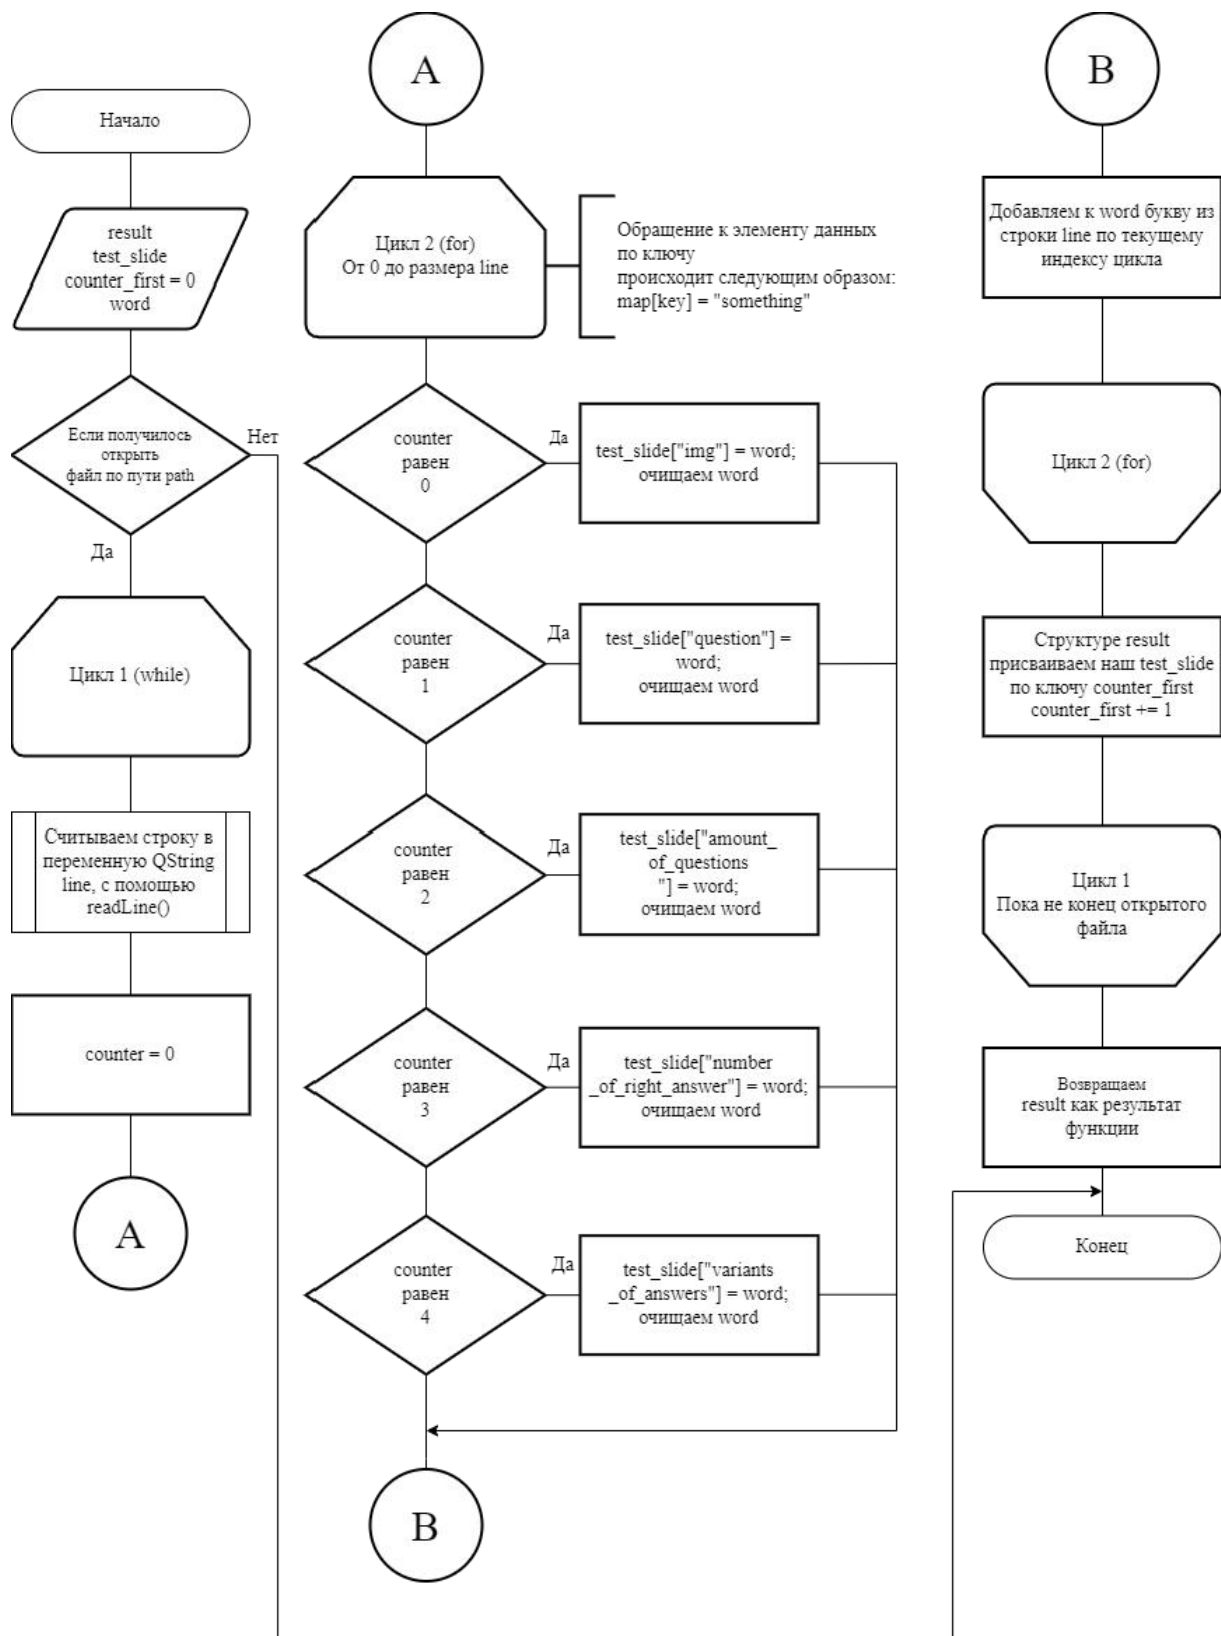 Начало
result
test_slide
counter_first = 0
word
Если получилось
открыть
файл по пути path
Нет
Да
Цикл 1 (while)
Считываем строку в
переменную QString
line, с помощью
readLine()
counter = 0
A
A
Цикл 2 (for)
От 0 до размера line
Обращение к элементу данных
по ключу
происходит следующим образом:
map[key] = "something"
counter
равен
0
Да
test_slide["img"] = word;
очищаем word
counter
равен
1
Да
test_slide["question"] =
word;
очищаем word
counter
равен
2
Да
test_slide["amount_
of_questions
"] = word;
очищаем word
counter
равен
3
Да
test_slide["number
_of_right_answer"] = word;
очищаем word
counter
равен
4
Да
test_slide["variants
_of_answers"] = word;
очищаем word
B
B
Добавляем к word букву из
строки line по текущему
индексу цикла
Цикл 2 (for)
Структуре result
присваиваем наш test_slide
по ключу counter_first
counter_first += 1
Цикл 1
Пока не конец открытого
файла
Возвращаем
result как результат
функции
Конец